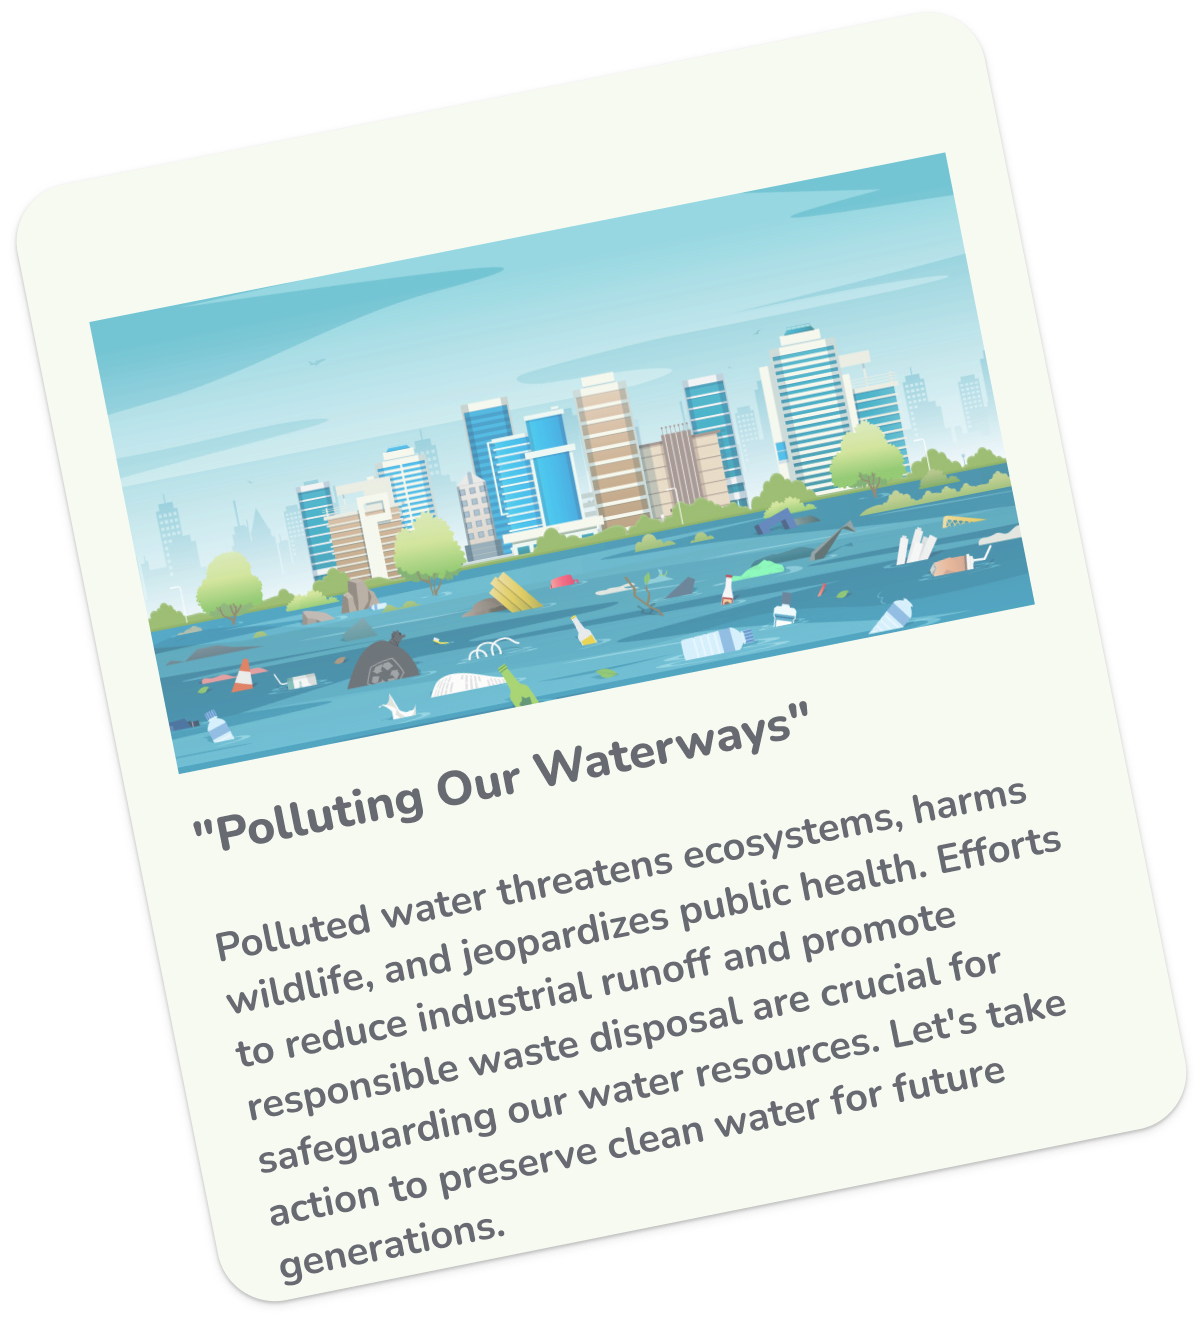 "Polluting Our Waterways"
Polluted water threatens ecosystems, harms
wildlife, and jeopardizes public health. Efforts
to reduce industrial runoff and promote
responsible waste disposal are crucial for
safeguarding our water resources. Let's take
action to preserve clean water for future
generations.